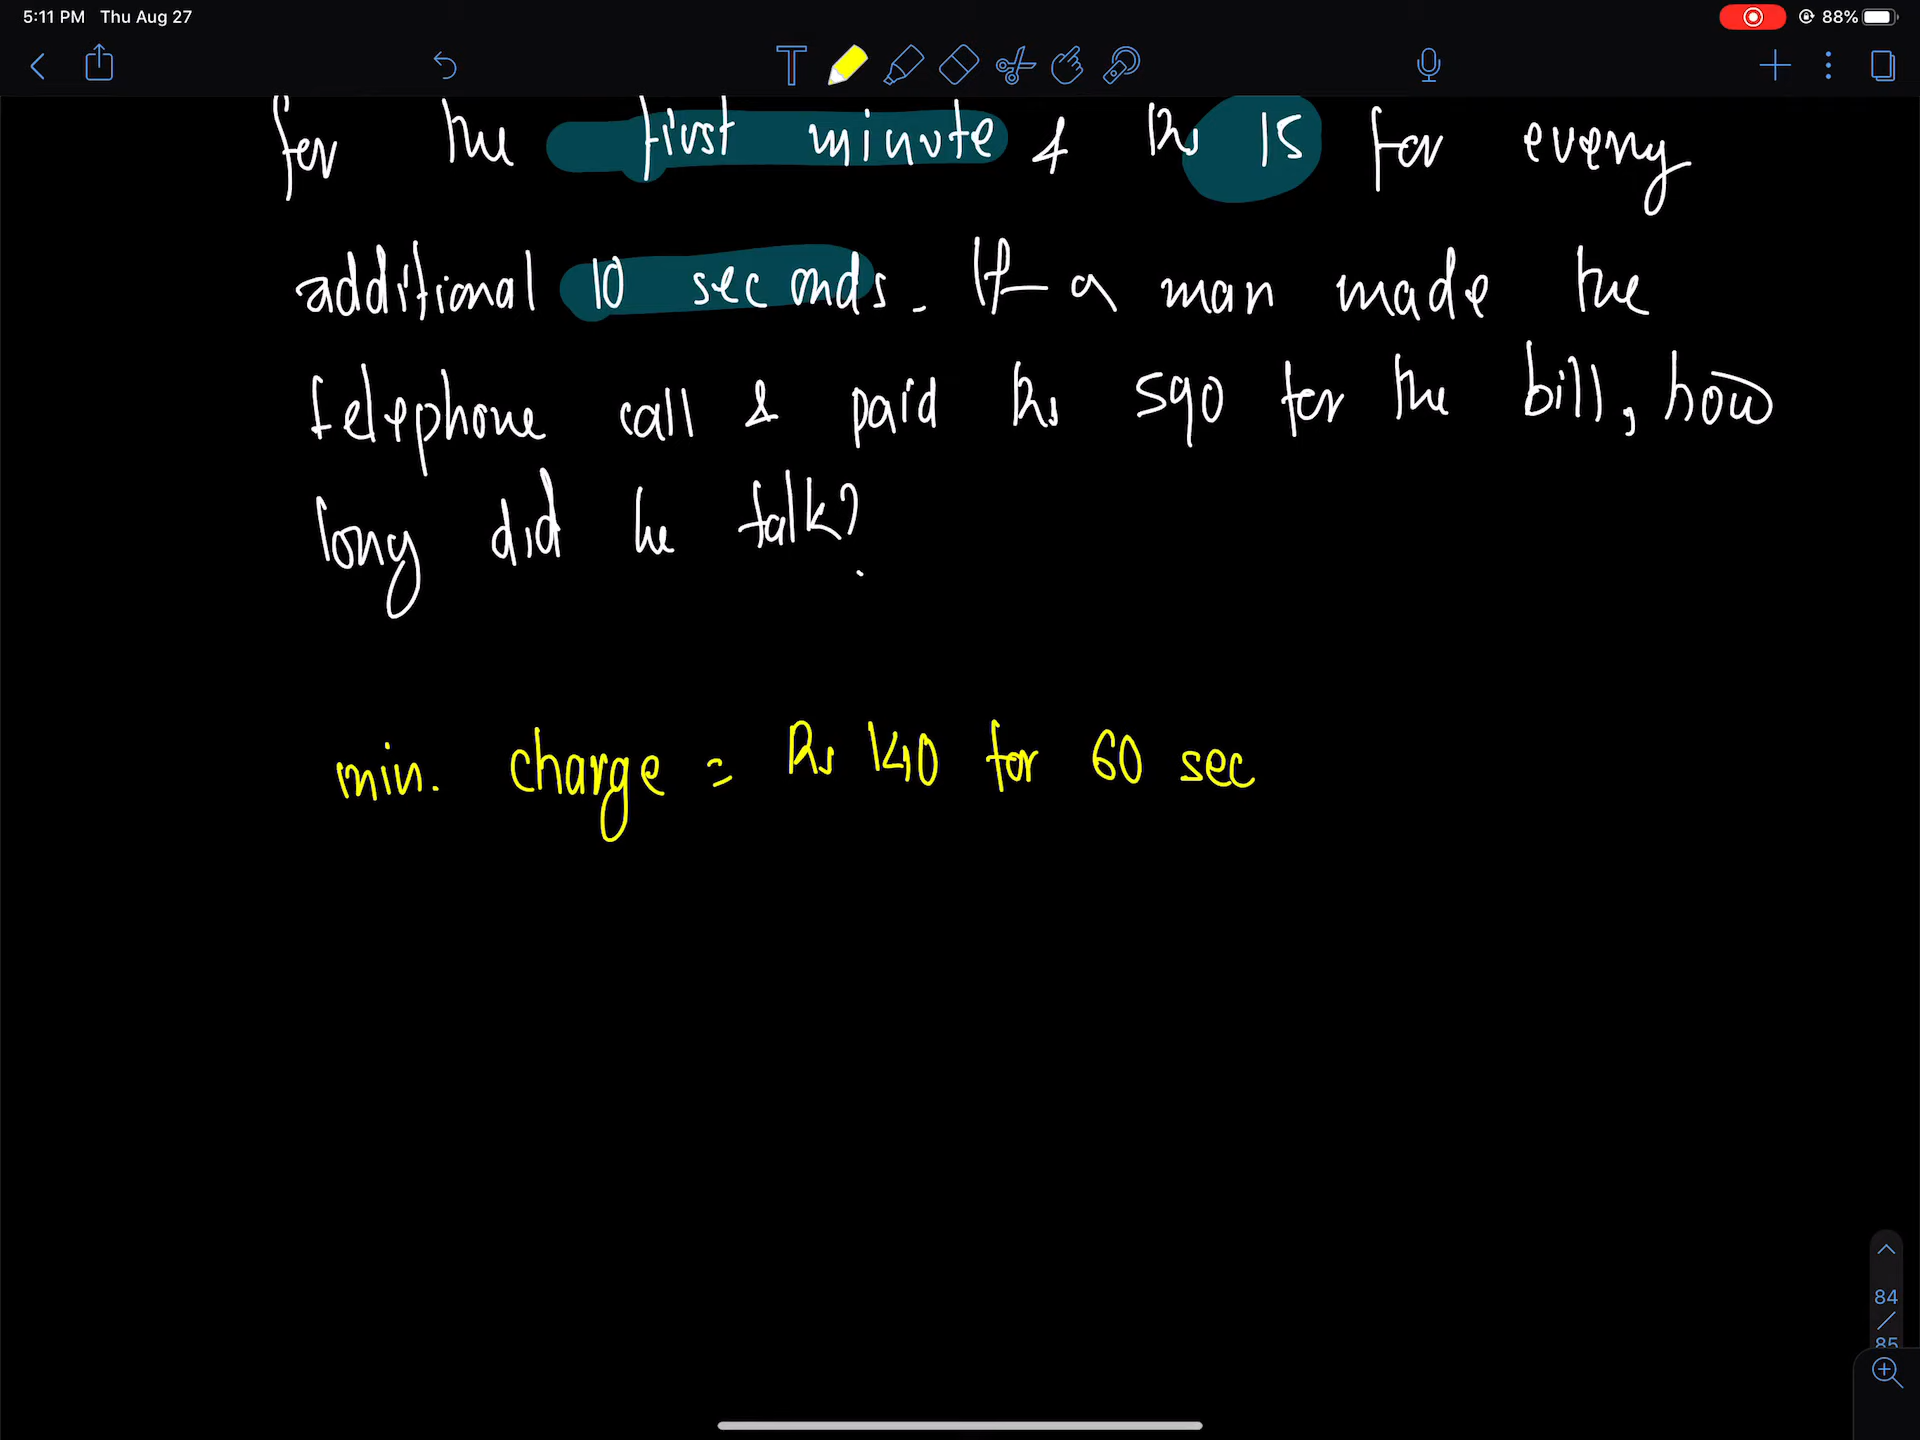 5:11 PM Thu Aug 27
88%
for the first minute & Rs 15 for every
additional 10 seconds. If a man made the
telephone call & paid Rs 590 for the bill, how
long did he talk?
min. charge = Rs 140 for 60 sec
84
/
85